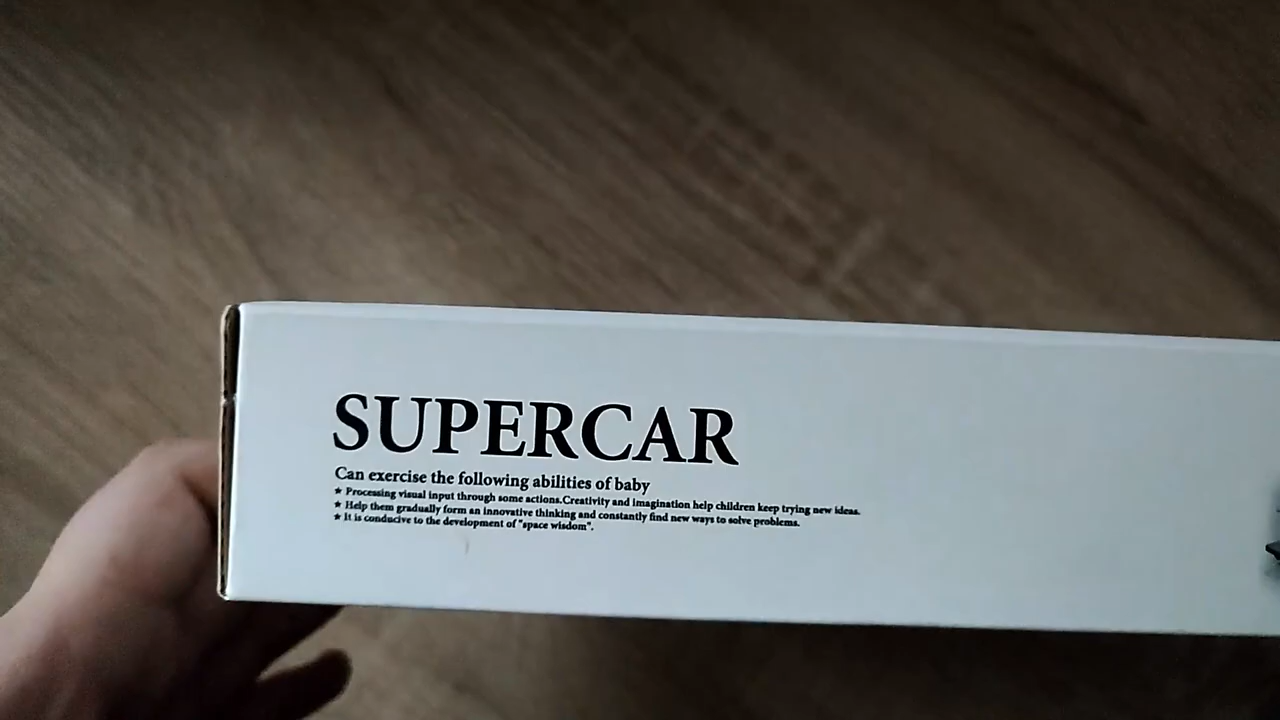 SUPERCAR
Can exercise the following abilities of baby
★ Processing visual input through some actions.Creativity and imagination help children keep trying new ideas.
★ Help them gradually form an innovative thinking and constantly find new ways to solve problems.
★ It is conducive to the development of "space wisdom".